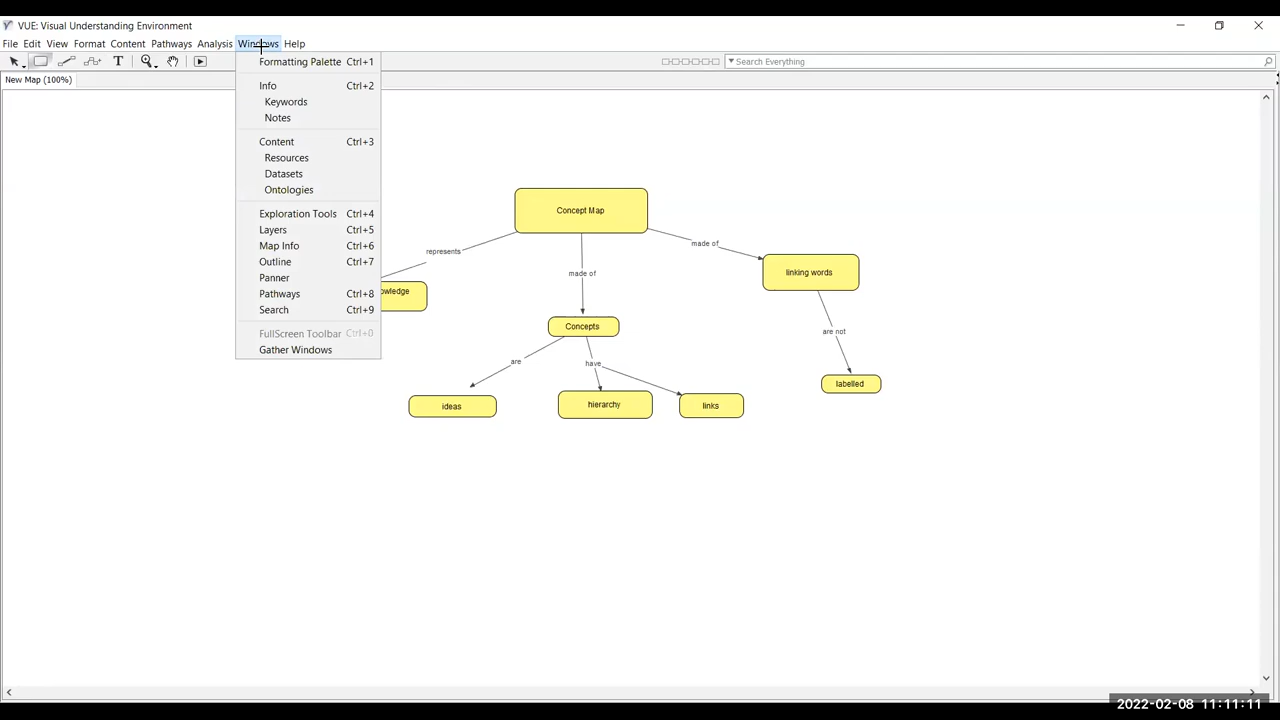 VUE: Visual Understanding Environment
File Edit View Format Content Pathways Analysis Windows Help
Search Everything
New Map (100%)
Formatting Palette Ctrl+1
Info Ctrl+2
Keywords
Notes
Content Ctrl+3
Resources
Datasets
Ontologies
Exploration Tools Ctrl+4
Layers Ctrl+5
Map Info Ctrl+6
Outline Ctrl+7
Panner
Pathways Ctrl+8
Search Ctrl+9
FullScreen Toolbar Ctrl+0
Gather Windows
Concept Map
represents
made of
made of
linking words
owledge
Concepts
are not
are
have
labelled
ideas
hierarchy
links
2022-02-08 11:11:11